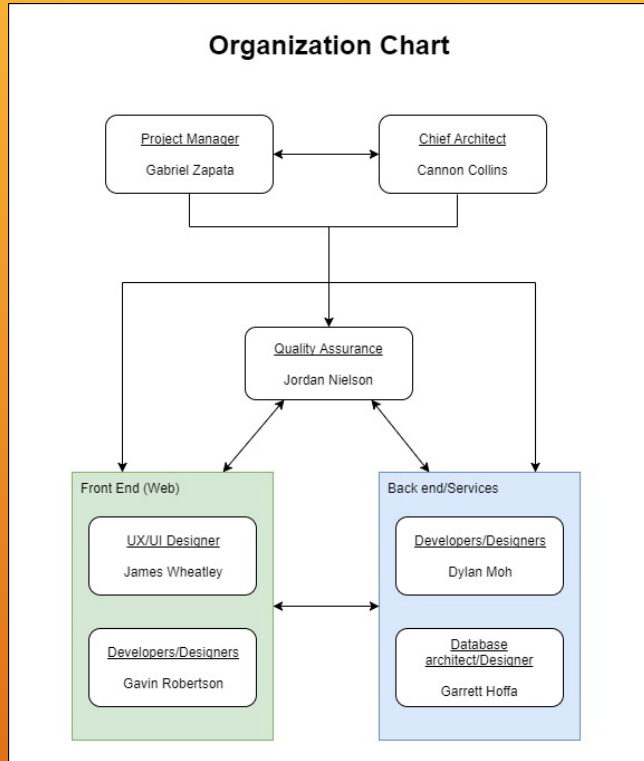 Organization Chart
Project Manager
Gabriel Zapata
Chief Architect
Cannon Collins
Quality Assurance
Jordan Nielson
Front End (Web)
UX/UI Designer
James Wheatley
Developers/Designers
Gavin Robertson
Back end/Services
Developers/Designers
Dylan Moh
Database
architect/Designer
Garrett Hoffa